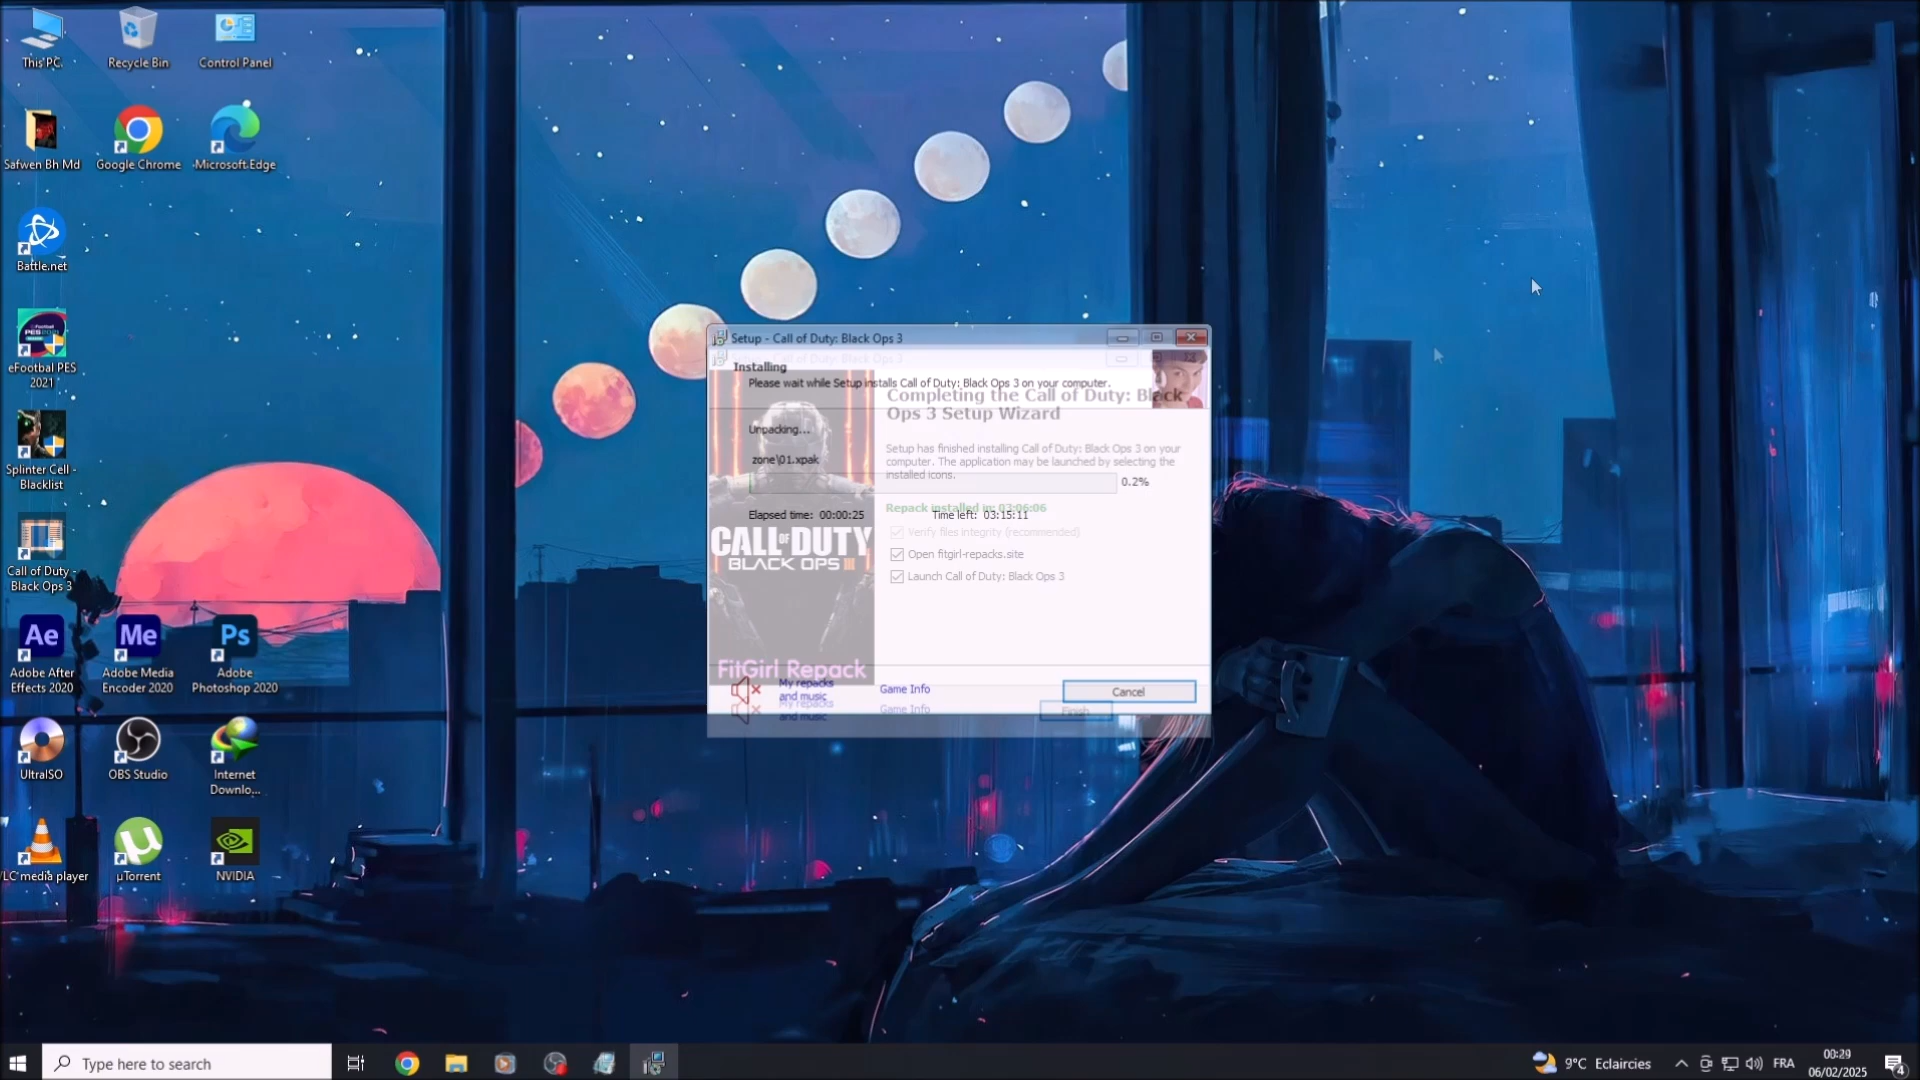 This PC
Recycle Bin
Control Panel
Safwen Bh Md
Google Chrome
Microsoft Edge
Battle.net
eFootbal PES
2021
Splinter Cell -
Blacklist
Call of Duty -
Black Ops 3
Ae
Me
Ps
Adobe After
Effects 2020
Adobe Media
Encoder 2020
Adobe
Photoshop 2020
UltraISO
OBS Studio
Internet
Downlo...
VLC media player
µTorrent
NVIDIA
Setup - Call of Duty: Black Ops 3
Setup - Call of Duty: Black Ops 3
Installing
Please wait while Setup installs Call of Duty: Black Ops 3 on your computer.
Completing the Call of Duty: Black
Ops 3 Setup Wizard
Unpacking...
Setup has finished installing Call of Duty: Black Ops 3 on your
computer. The application may be launched by selecting the
installed icons.
zone\01.xpak
0.2%
Repack installed in: 03:06:06
Elapsed time: 00:00:25
Time left: 03:15:11
Verify files integrity (recommended)
Open fitgirl-repacks.site
Launch Call of Duty: Black Ops 3
CALL OF DUTY
BLACK OPS III
FitGirl Repack
My repacks
and music
Game Info
Cancel
My repacks
and music
Game Info
Finish
Type here to search
9°C Eclaircies
FRA
00:29
06/02/2025
4